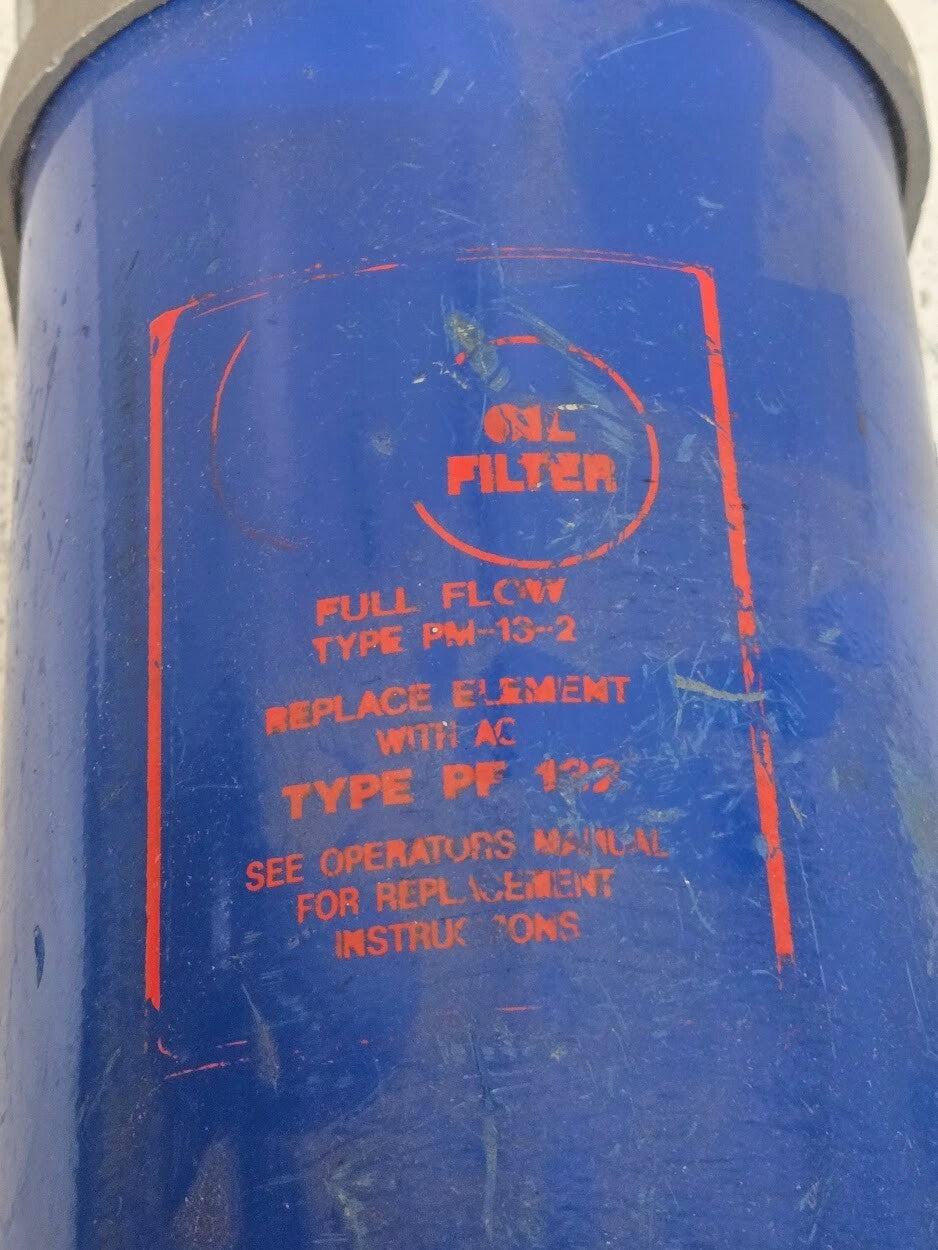 OIL
FILTER
FULL FLOW
TYPE PM-13-2
REPLACE ELEMENT
WITH AC
TYPE PF
SEE OPERATORS MANUAL
FOR REPLACEMENT
INSTRUCTIONS